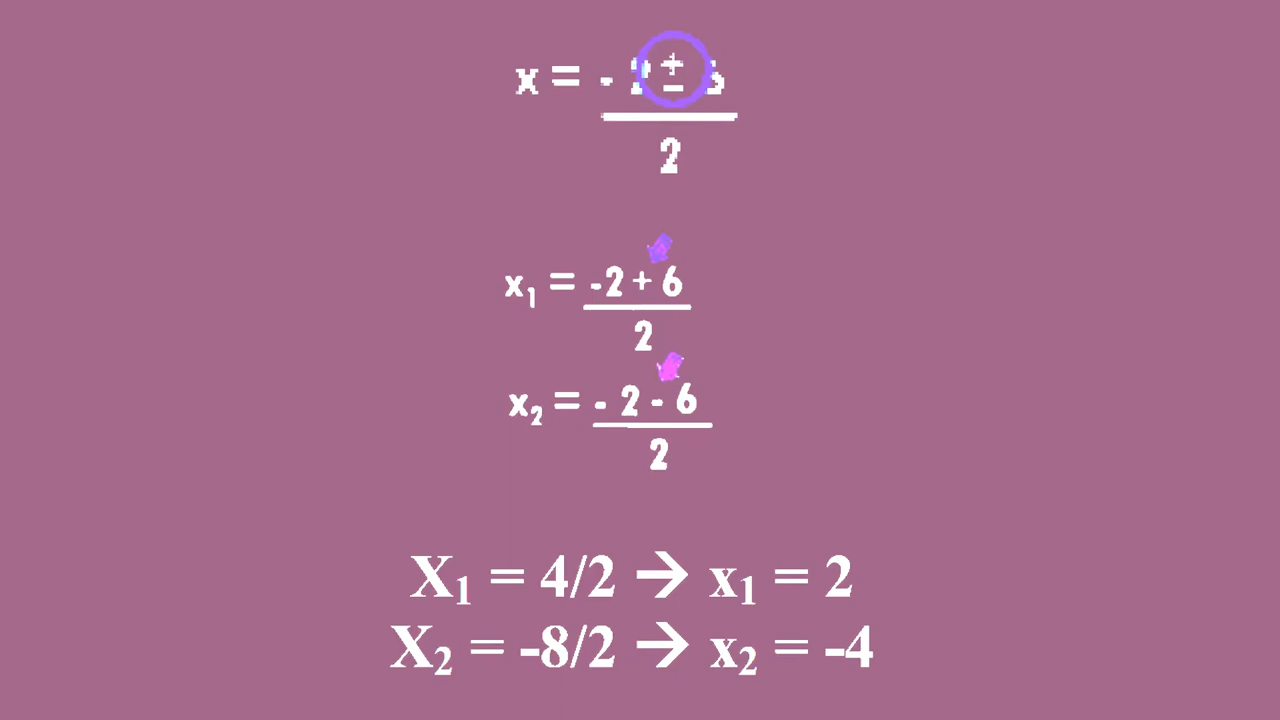 x = - 2 ± 6
2
x₁ = -2 + 6
2
x₂ = - 2 - 6
2
X₁ = 4/2 → x₁ = 2
X₂ = -8/2 → x₂ = -4